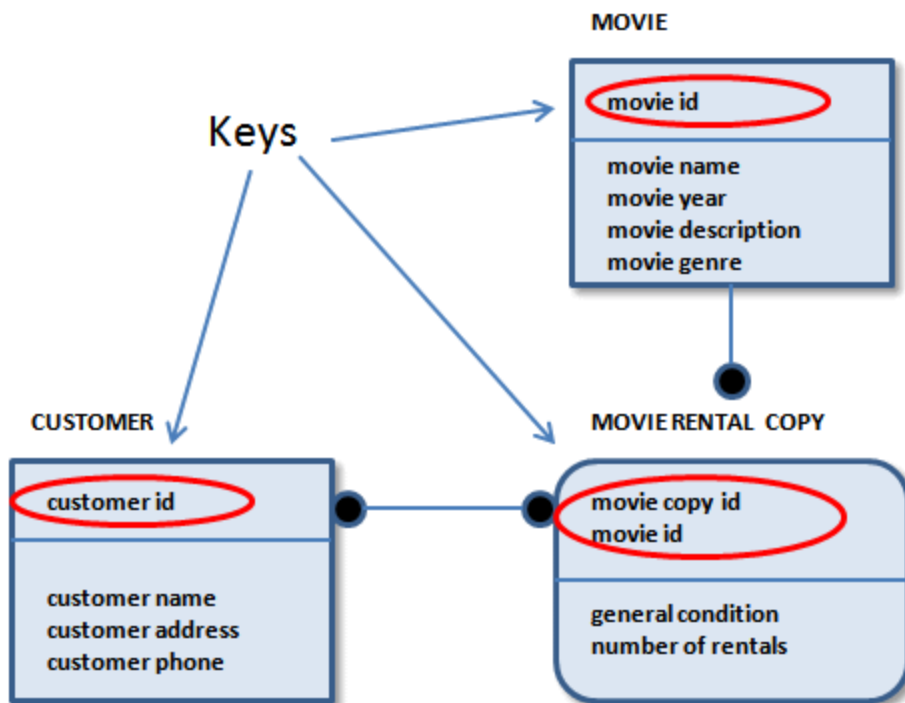 MOVIE
movie id
movie name
movie year
movie description
movie genre
Keys
CUSTOMER
customer id
customer name
customer address
customer phone
MOVIE RENTAL COPY
movie copy id
movie id
general condition
number of rentals